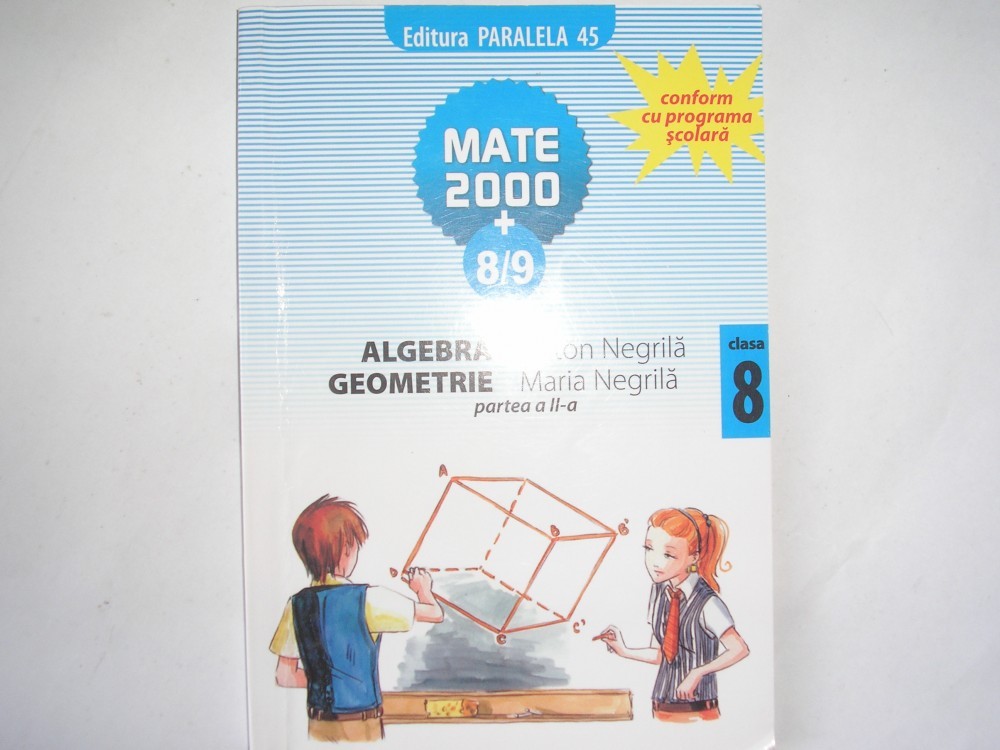 Editura PARALELA 45
conform
cu programa
şcolară
MATE
2000
+
8/9
ALGEBRA Negrilă
GEOMETRIE Maria Negrilă
partea a II-a
clasa
8
A
B'
C
C'